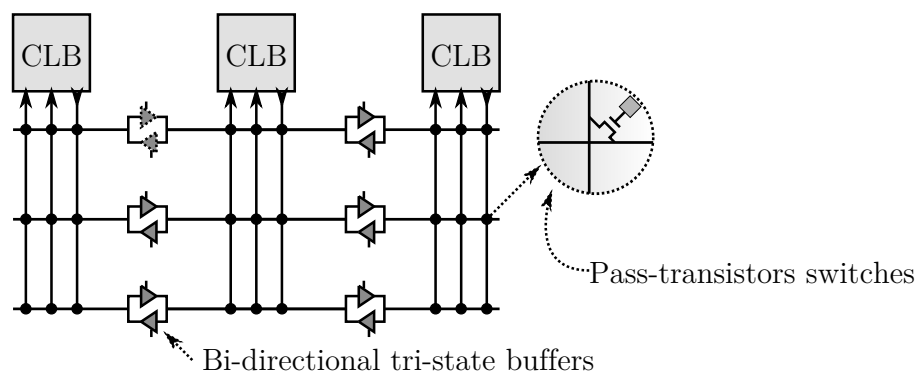 CLB CLB CLB
Pass-transistors switches
Bi-directional tri-state buffers